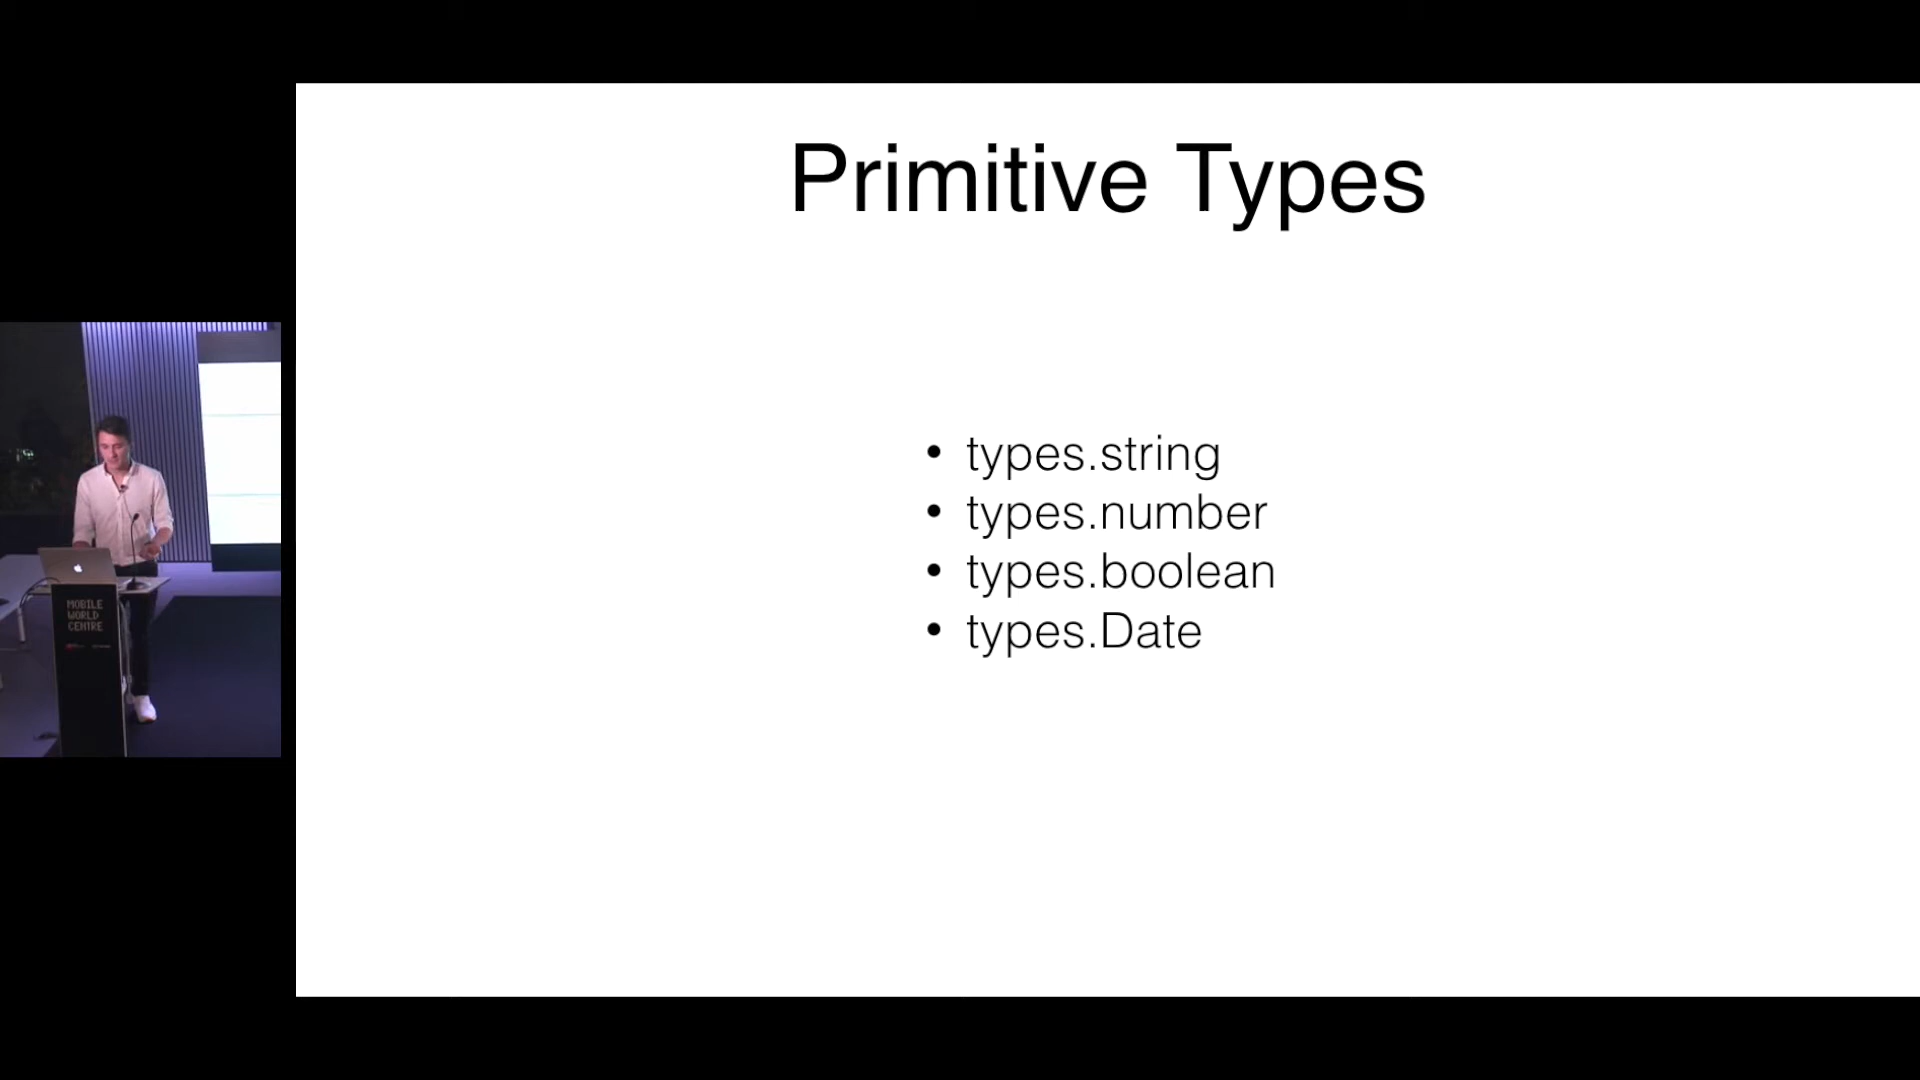 Primitive Types
• types.string
• types.number
• types.boolean
• types.Date
MOBILE
WORLD
CENTRE